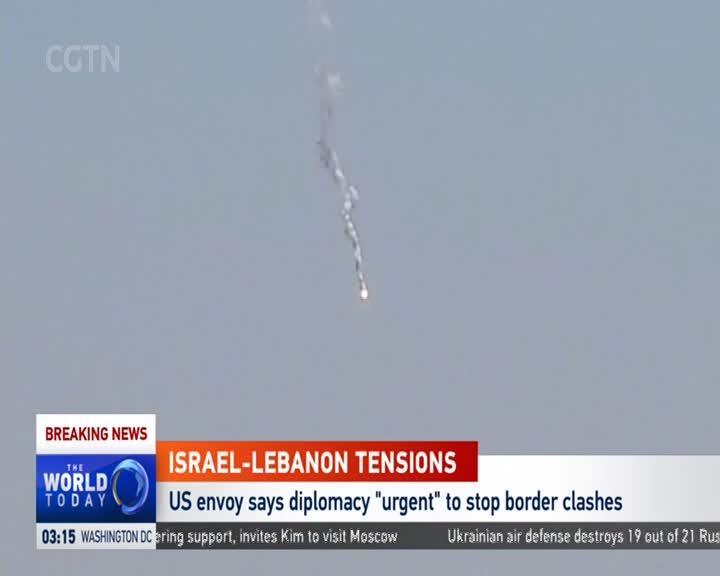 CGTN
BREAKING NEWS
THE WORLD TODAY
ISRAEL-LEBANON TENSIONS
US envoy says diplomacy "urgent" to stop border clashes
03:15 WASHINGTON DC
ering support, invites Kim to visit Moscow Ukrainian air defense destroys 19 out of 21 Rus